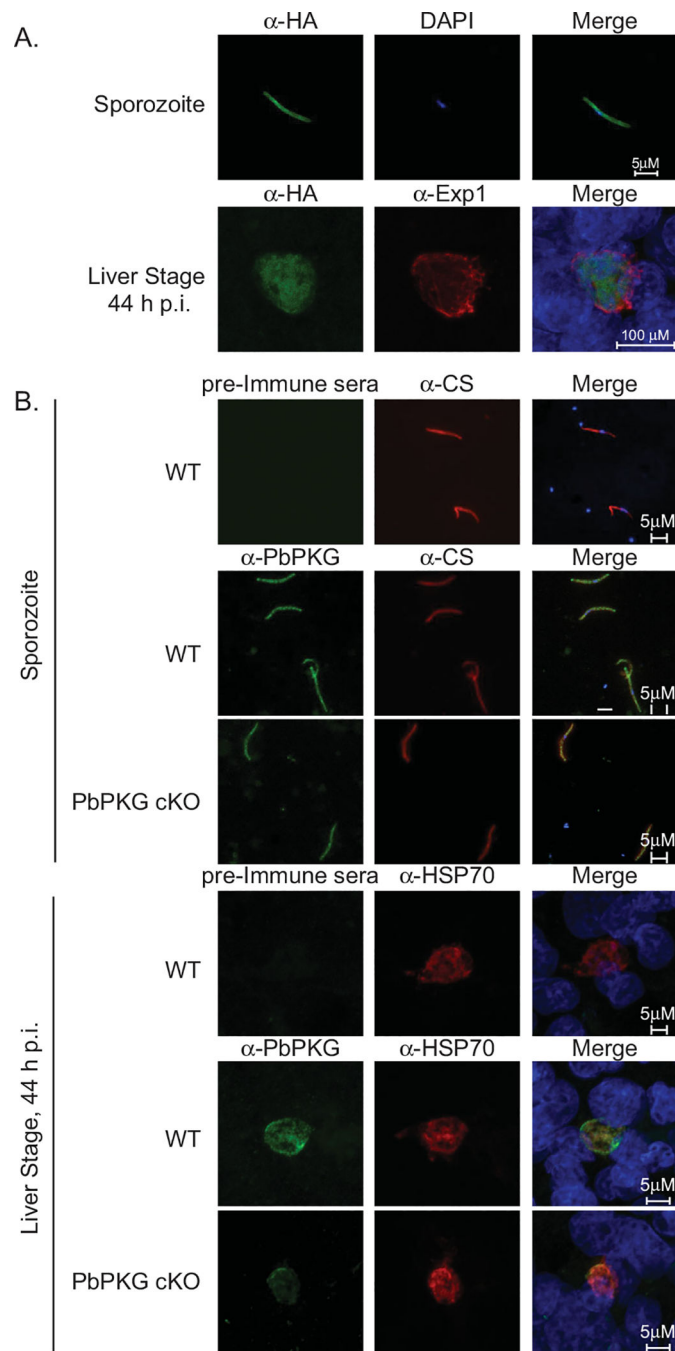 A.
α-HA DAPI Merge
Sporozoite
5μM
α-HA α-Exp1 Merge
Liver Stage
44 h p.i.
100 μM
B.
pre-Immune sera α-CS Merge
WT
5μM
α-PbPKG α-CS Merge
WT
5μM
Sporozoite
PbPKG cKO
5μM
pre-Immune sera α-HSP70 Merge
WT
5μM
α-PbPKG α-HSP70 Merge
WT
5μM
Liver Stage, 44 h p.i.
PbPKG cKO
5μM